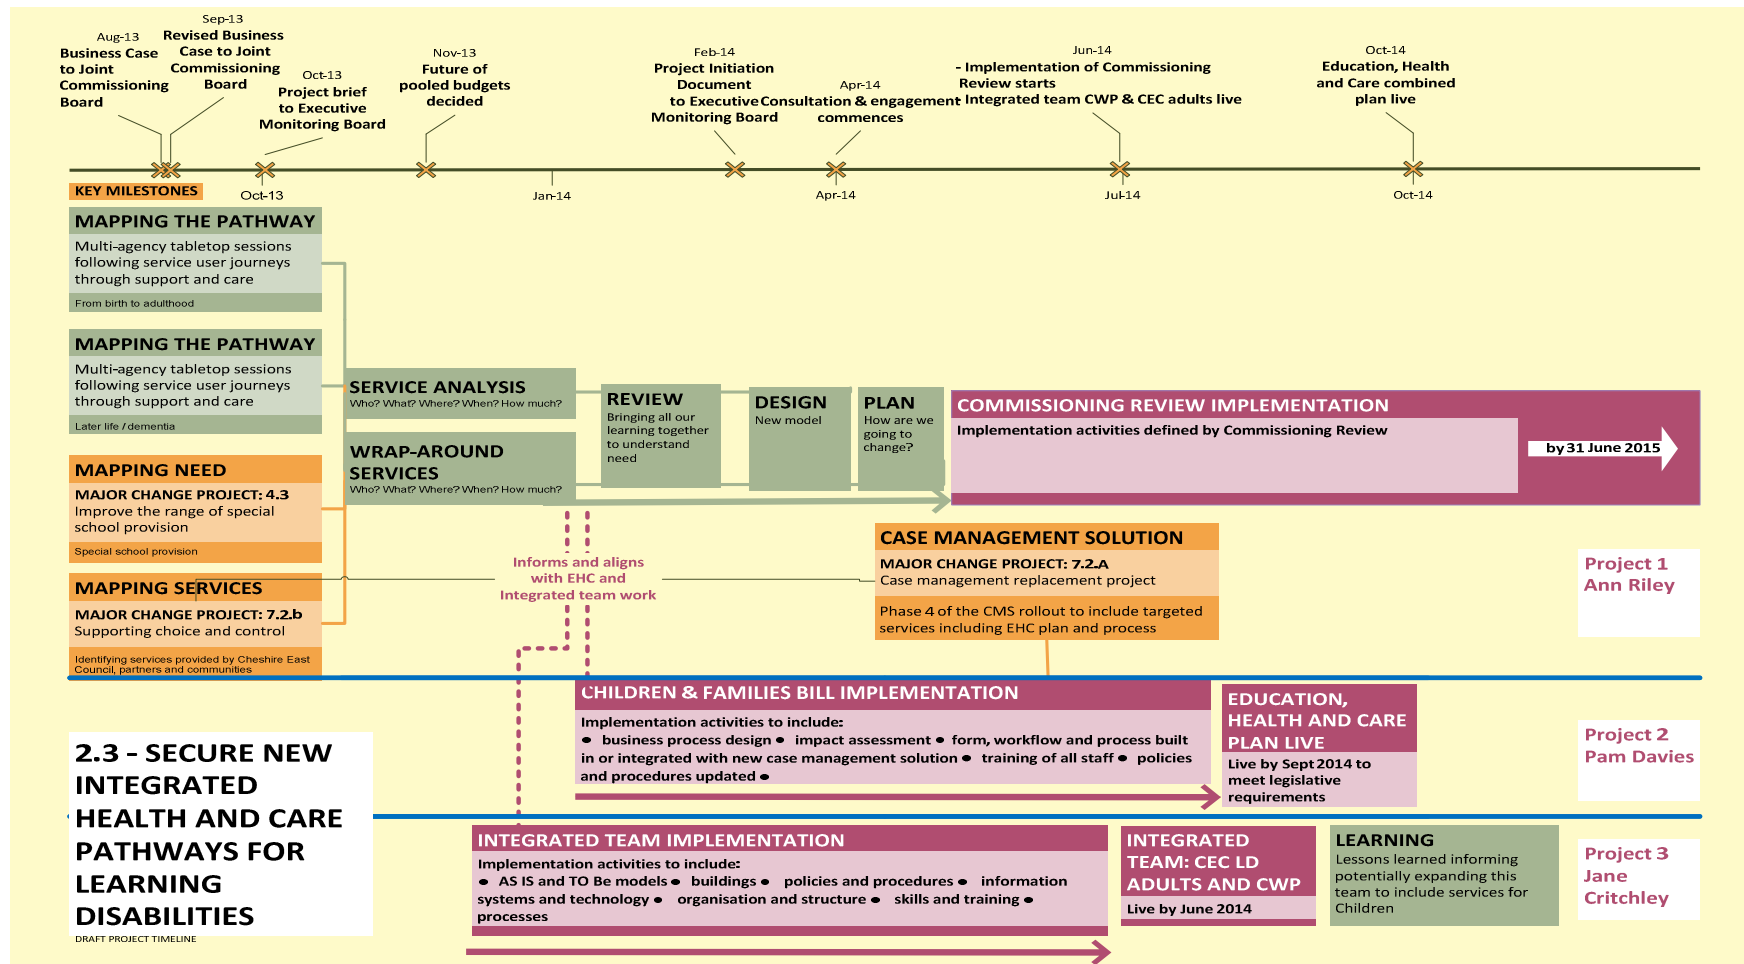 Aug-13
Business Case
to Joint
Commissioning
Board
Sep-13
Revised Business
Case to Joint
Commissioning
Board
Oct-13
Project brief
to Executive
Monitoring Board
Nov-13
Future of
pooled budgets
decided
Feb-14
Project Initiation
Document
to Executive
Monitoring Board
Apr-14
Consultation & engagement
commences
Jun-14
- Implementation of Commissioning
Review starts
- Integrated team CWP & CEC adults live
Oct-14
Education, Health
and Care combined
plan live
KEY MILESTONES
Oct-13
Jan-14
Apr-14
Jul-14
Oct-14
MAPPING THE PATHWAY
Multi-agency tabletop sessions
following service user journeys
through support and care
From birth to adulthood
MAPPING THE PATHWAY
Multi-agency tabletop sessions
following service user journeys
through support and care
Later life / dementia
MAPPING NEED
MAJOR CHANGE PROJECT: 4.3
Improve the range of special
school provision
Special school provision
MAPPING SERVICES
MAJOR CHANGE PROJECT: 7.2.b
Supporting choice and control
Identifying services provided by Cheshire East
Council, partners and communities
SERVICE ANALYSIS
Who? What? Where? When? How much?
WRAP-AROUND
SERVICES
Who? What? Where? When? How much?
REVIEW
Bringing all our
learning together
to understand
need
DESIGN
New model
PLAN
How are we
going to
change?
COMMISSIONING REVIEW IMPLEMENTATION
Implementation activities defined by Commissioning Review
by 31 June 2015
Informs and aligns
with EHC and
Integrated team work
CASE MANAGEMENT SOLUTION
MAJOR CHANGE PROJECT: 7.2.A
Case management replacement project
Phase 4 of the CMS rollout to include targeted
services including EHC plan and process
Project 1
Ann Riley
CHILDREN & FAMILIES BILL IMPLEMENTATION
Implementation activities to include:
● business process design ● impact assessment ● form, workflow and process built
in or integrated with new case management solution ● training of all staff ● policies
and procedures updated ●
EDUCATION,
HEALTH AND CARE
PLAN LIVE
Live by Sept 2014 to
meet legislative
requirements
Project 2
Pam Davies
2.3 - SECURE NEW
INTEGRATED
HEALTH AND CARE
PATHWAYS FOR
LEARNING
DISABILITIES
DRAFT PROJECT TIMELINE
INTEGRATED TEAM IMPLEMENTATION
Implementation activities to include:
● AS IS and TO Be models ● buildings ● policies and procedures ● information
systems and technology ● organisation and structure ● skills and training ●
processes
INTEGRATED
TEAM: CEC LD
ADULTS AND CWP
Live by June 2014
LEARNING
Lessons learned informing
potentially expanding this
team to include services for
Children
Project 3
Jane
Critchley